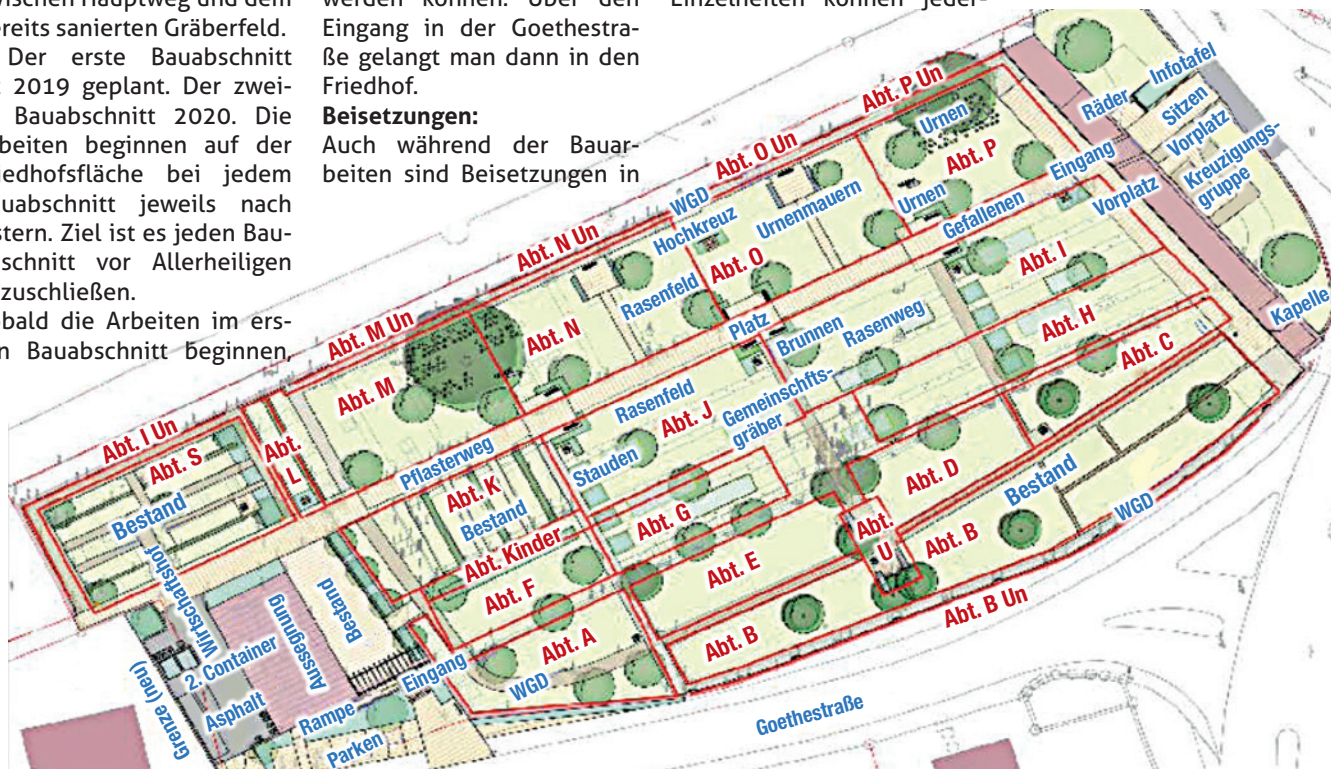 zwischen Hauptweg und dem
bereits sanierten Gräberfeld.
Der erste Bauabschnitt
2019 geplant. Der zwei-
Bauabschnitt 2020. Die
beiten beginnen auf der
iedhofsfläche bei jedem
uabschnitt jeweils nach
stern. Ziel ist es jeden Bau-
schnitt vor Allerheiligen
zuschließen.
obald die Arbeiten im ers-
n Bauabschnitt beginnen,
werden können. Über den
Eingang in der Goethestra-
ße gelangt man dann in den
Friedhof.
Beisetzungen:
Auch während der Bauar-
beiten sind Beisetzungen in
Einzelheiten können jeder-
Abt. P Un
Urnen
Abt. P
Räder
Infotafel
Sitzen
Vorplatz
Kreuzigungs-
gruppe
Abt. O Un
WGD
Hochkreuz
Urnenmauern
Urnen
Gefallenen
Eingang
Vorplatz
Abt. N Un
Rasenfeld
Abt. O
Abt. I
Kapelle
Abt. M Un
Abt. N
Platz
Brunnen
Rasenweg
Abt. H
Abt. C
Abt. M
Rasenfeld
Abt. J
Gemeinschfts-
gräber
Abt. I Un
Abt. S
Abt.
L
Pflasterweg
Stauden
Bestand
Abt. K
Bestand
Abt. G
Abt. D
Bestand
WGD
Abt. Kinder
Abt. F
Abt. E
Abt.
U
Abt. B
Abt. B Un
Wirtschaftshof
2. Container
Aussegnung
Bestand
Abt. A
Abt. B
Grenze (neu)
Asphalt
Rampe
Eingang
WGD
Parken
Goethestraße